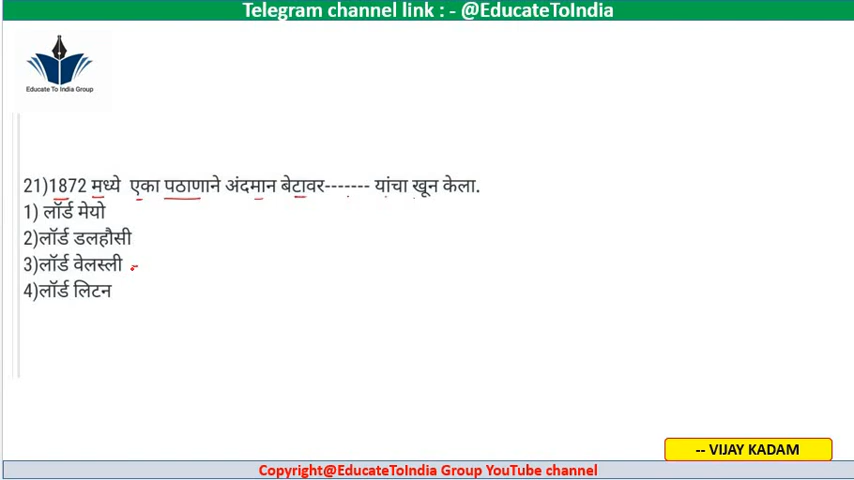 Telegram channel link : - @EducateToIndia
Educate To India Group
21)1872 मध्ये एका पठाणाने अंदमान बेटावर------- यांचा खून केला.
1) लॉर्ड मेयो
2)लॉर्ड डलहौसी
3)लॉर्ड वेलस्ली
4)लॉर्ड लिटन
-- VIJAY KADAM
Copyright@EducateToIndia Group YouTube channel